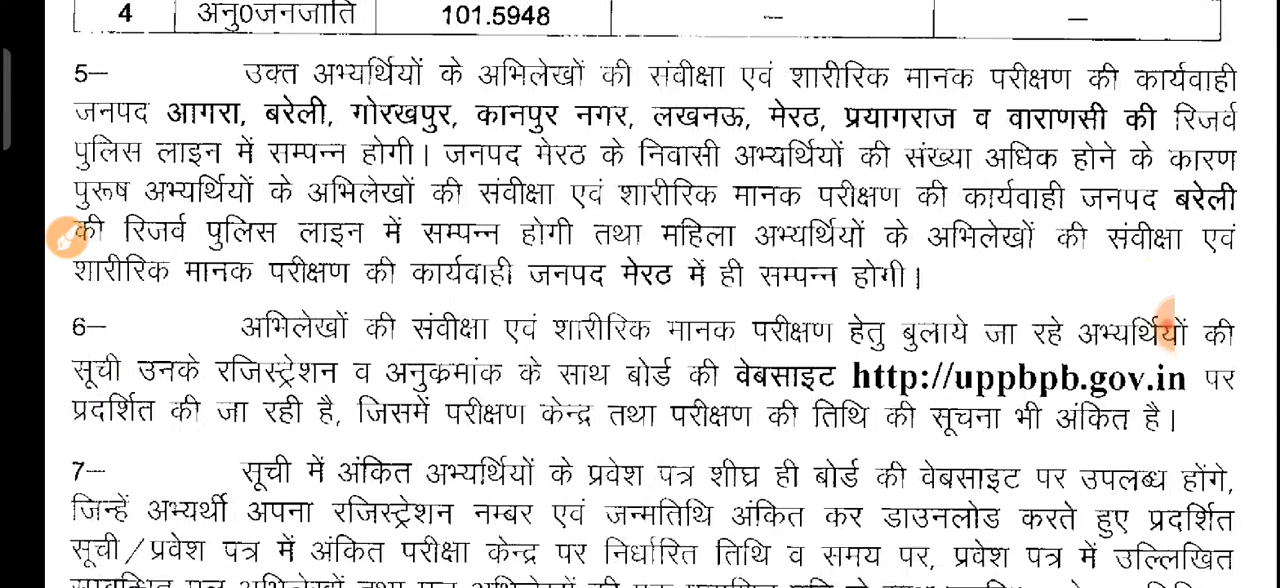 4 अनु0जनजाति 101.5948 -- —
5— उक्त अभ्यर्थियों के अभिलेखों की संवीक्षा एवं शारीरिक मानक परीक्षण की कार्यवाही
जनपद आगरा, बरेली, गोरखपुर, कानपुर नगर, लखनऊ, मेरठ, प्रयागराज व वाराणसी की रिजर्व
पुलिस लाइन में सम्पन्न होगी। जनपद मेरठ के निवासी अभ्यर्थियों की संख्या अधिक होने के कारण
पुरूष अभ्यर्थियों के अभिलेखों की संवीक्षा एवं शारीरिक मानक परीक्षण की कार्यवाही जनपद बरेली
की रिजर्व पुलिस लाइन में सम्पन्न होगी तथा महिला अभ्यर्थियों के अभिलेखों की संवीक्षा एवं
शारीरिक मानक परीक्षण की कार्यवाही जनपद मेरठ में ही सम्पन्न होगी।
6— अभिलेखों की संवीक्षा एवं शारीरिक मानक परीक्षण हेतु बुलाये जा रहे अभ्यर्थियों की
सूची उनके रजिस्ट्रेशन व अनुक्रमांक के साथ बोर्ड की वेबसाइट http://uppbpb.gov.in पर
प्रदर्शित की जा रही है, जिसमें परीक्षण केन्द्र तथा परीक्षण की तिथि की सूचना भी अंकित है।
7— सूची में अंकित अभ्यर्थियों के प्रवेश पत्र शीघ्र ही बोर्ड की वेबसाइट पर उपलब्ध होंगे,
जिन्हें अभ्यर्थी अपना रजिस्ट्रेशन नम्बर एवं जन्मतिथि अंकित कर डाउनलोड करते हुए प्रदर्शित
सूची/प्रवेश पत्र में अंकित परीक्षा केन्द्र पर निर्धारित तिथि व समय पर, प्रवेश पत्र में उल्लिखित